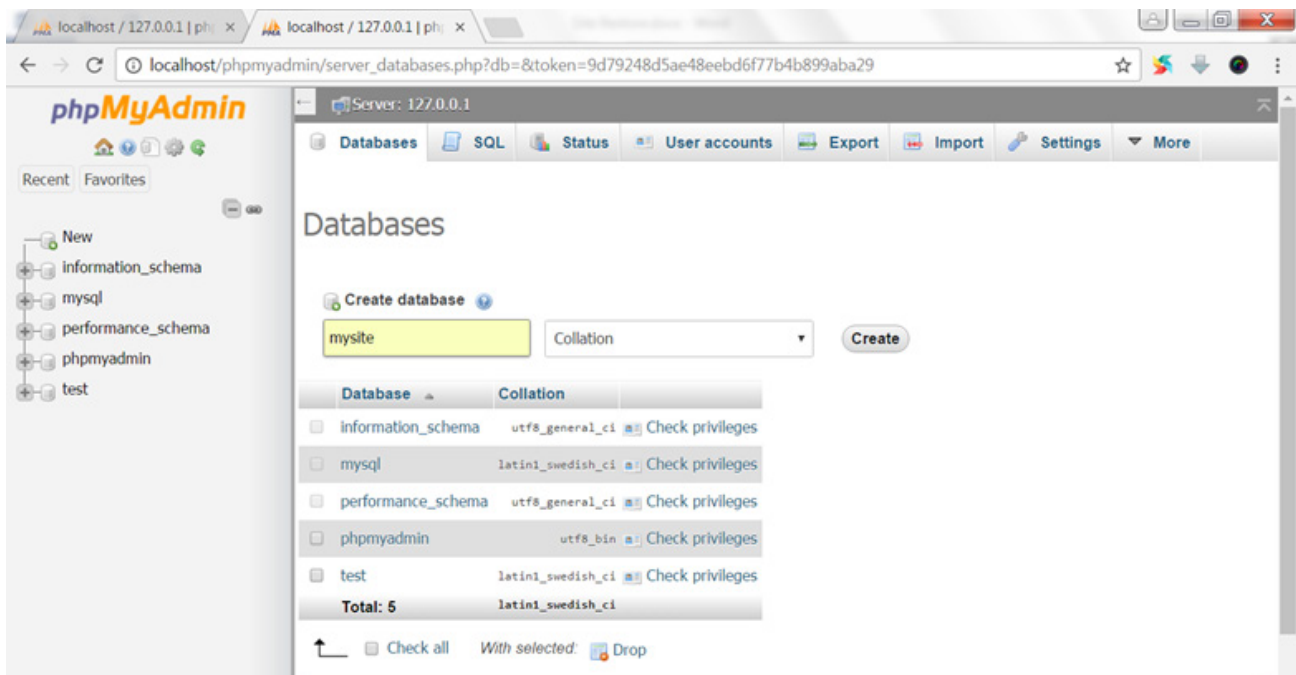 localhost / 127.0.0.1 | ph
localhost / 127.0.0.1 | ph
localhost/phpmyadmin/server_databases.php?db=&token=9d79248d5ae48eebd6f77b4b899aba29
phpMyAdmin
Recent Favorites
New
information_schema
mysql
performance_schema
phpmyadmin
test
Server: 127.0.0.1
Databases SQL Status User accounts Export Import Settings More
Databases
Create database
mysite Collation Create
Database Collation
information_schema utf8_general_ci Check privileges
mysql latin1_swedish_ci Check privileges
performance_schema utf8_general_ci Check privileges
phpmyadmin utf8_bin Check privileges
test latin1_swedish_ci Check privileges
Total: 5 latin1_swedish_ci
Check all With selected: Drop